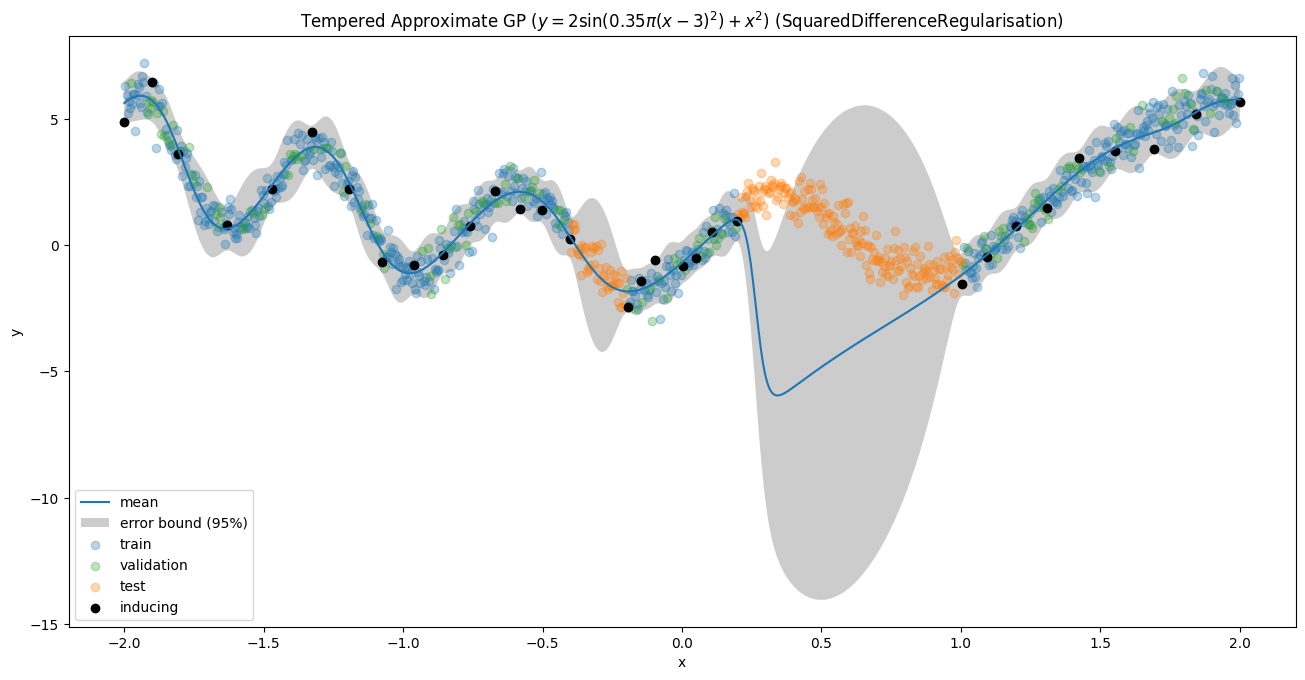 Tempered Approximate GP (y = 2sin(0.35π(x − 3)²) + x²) (SquaredDifferenceRegularisation)
y
5
0
−5
−10
−15
mean
error bound (95%)
train
validation
test
inducing
−2.0 −1.5 −1.0 −0.5 0.0 0.5 1.0 1.5 2.0
x